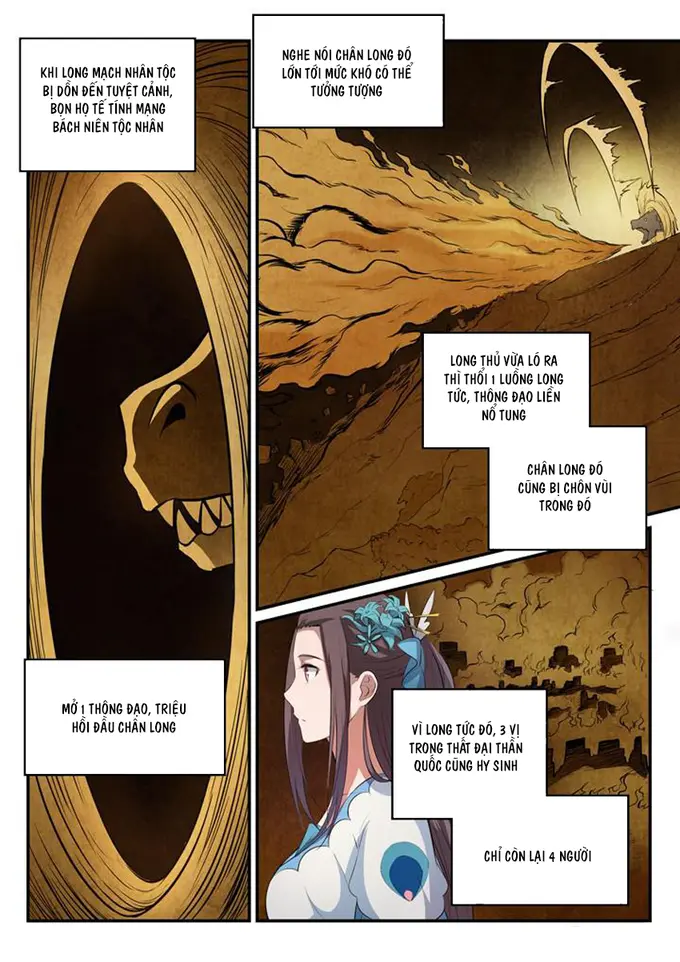 KHI LONG MẠCH NHÂN TỘC
BỊ DỒN ĐẾN TUYỆT CẢNH,
BỌN HỌ TẾ TÍNH MẠNG
BÁCH NIÊN TỘC NHÂN
MỞ 1 THÔNG ĐẠO, TRIỆU
HỒI ĐẦU CHÂN LONG
NGHE NÓI CHÂN LONG ĐÓ
LỚN TỚI MỨC KHÓ CÓ THỂ
TƯỞNG TƯỢNG
LONG THỦ VỪA LÓ RA
THÌ THỔI 1 LUỒNG LONG
TỨC, THÔNG ĐẠO LIỀN
NỔ TUNG
CHÂN LONG ĐÓ
CŨNG BỊ CHÔN VÙI
TRONG ĐÓ
VÌ LONG TỨC ĐÓ, 3 VỊ
TRONG THẤT ĐẠI THẦN
QUỐC CŨNG HY SINH
CHỈ CÒN LẠI 4 NGƯỜI